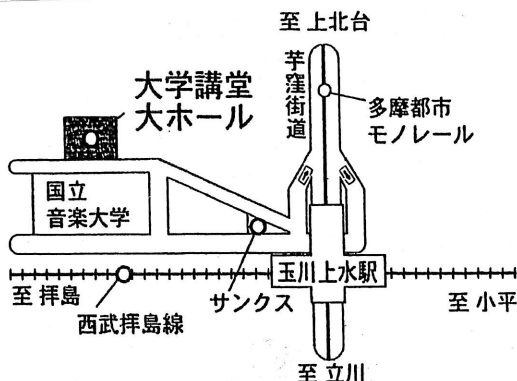 至 上北台
芋窪街道
大学講堂
大ホール
多摩都市
モノレール
国立
音楽大学
玉川上水駅
至 拝島
サンクス
至 小平
西武拝島線
至 立川